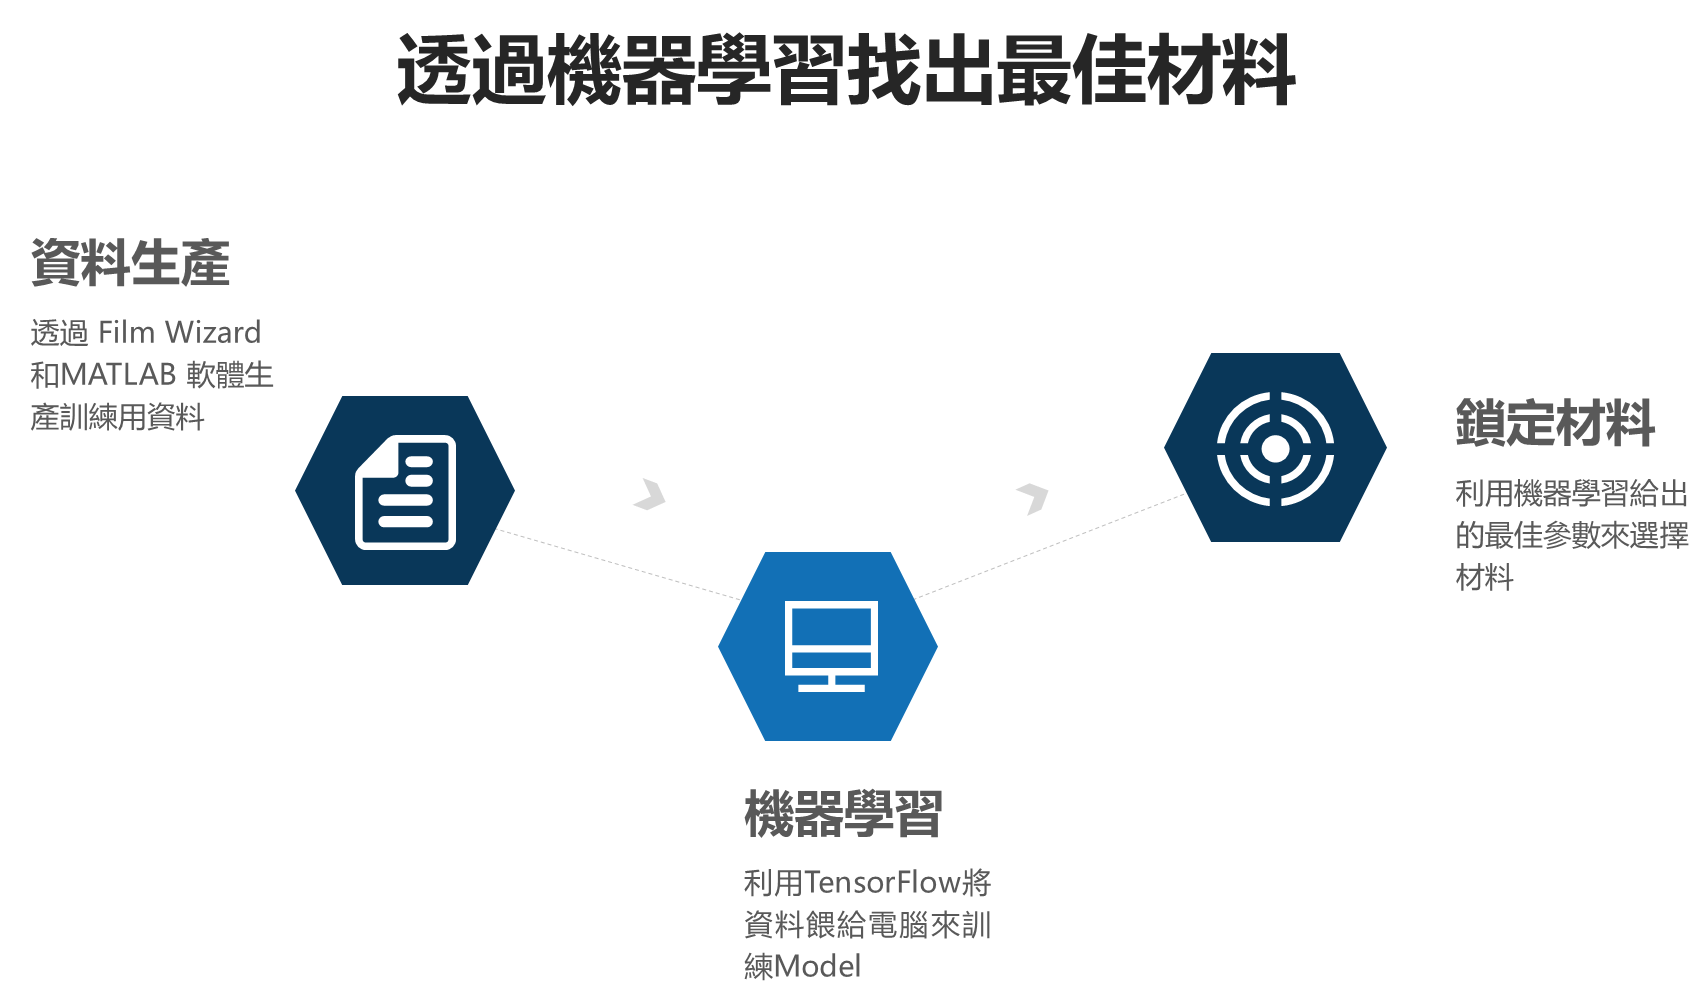 透過機器學習找出最佳材料
資料生產
透過 Film Wizard
和MATLAB 軟體生
產訓練用資料
機器學習
利用TensorFlow將
資料餵給電腦來訓
練Model
鎖定材料
利用機器學習給出
的最佳參數來選擇
材料